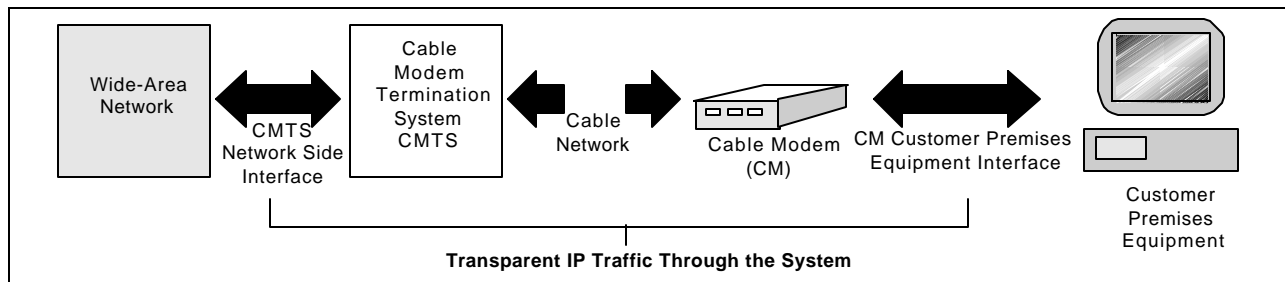 Wide-Area
Network
CMTS
Network Side
Interface
Cable
Modem
Termination
System
CMTS
Cable
Network
Cable Modem
(CM)
CM Customer Premises
Equipment Interface
Customer
Premises
Equipment
Transparent IP Traffic Through the System